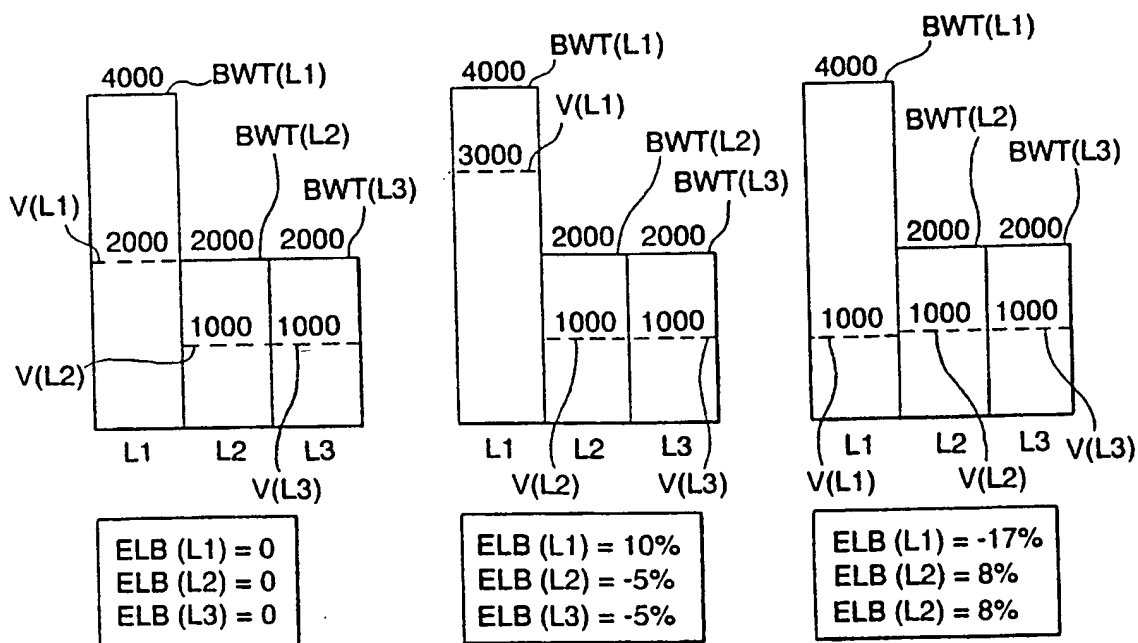 4000
BWT(L1)
BWT(L2)
BWT(L3)
V(L1)
2000 2000 2000
1000 1000
V(L2)
L1 L2 L3
V(L3)
ELB (L1) = 0
ELB (L2) = 0
ELB (L3) = 0
4000
BWT(L1)
V(L1)
3000
BWT(L2)
BWT(L3)
2000 2000
1000 1000
L1 L2 L3
V(L2) V(L3)
ELB (L1) = 10%
ELB (L2) = -5%
ELB (L3) = -5%
4000
BWT(L1)
BWT(L2)
BWT(L3)
2000 2000
1000 1000 1000
L1 L2 L3
V(L1) V(L2) V(L3)
ELB (L1) = -17%
ELB (L2) = 8%
ELB (L2) = 8%